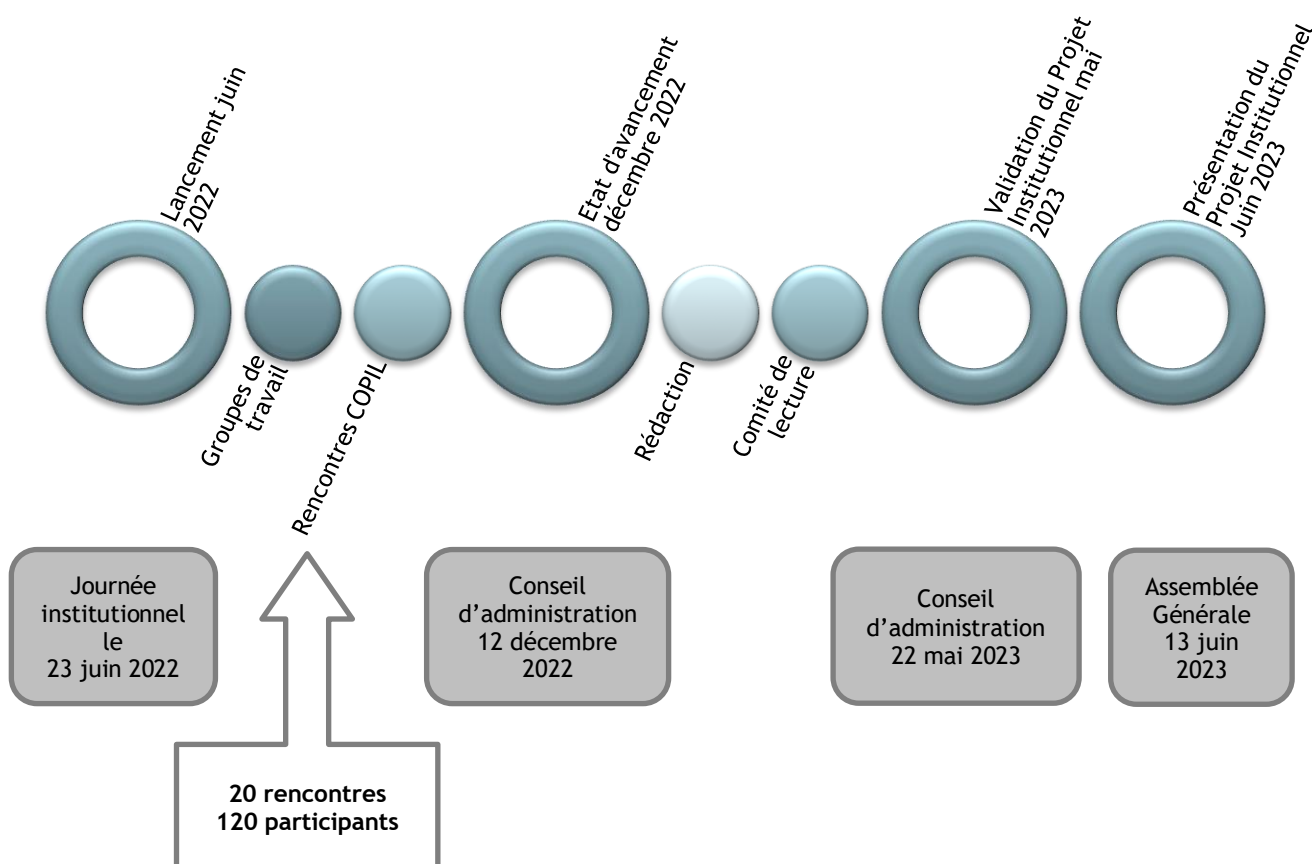 Lancement juin
2022
Groupes de
travail
Rencontres COPIL
Etat d'avancement
décembre 2022
Rédaction
Comité de
lecture
Validation du Projet
Institutionnel mai
2023
Présentation du
Projet Institutionnel
Juin 2023
Journée
institutionnel
le
23 juin 2022
Conseil
d’administration
12 décembre
2022
Conseil
d’administration
22 mai 2023
Assemblée
Générale
13 juin
2023
20 rencontres
120 participants